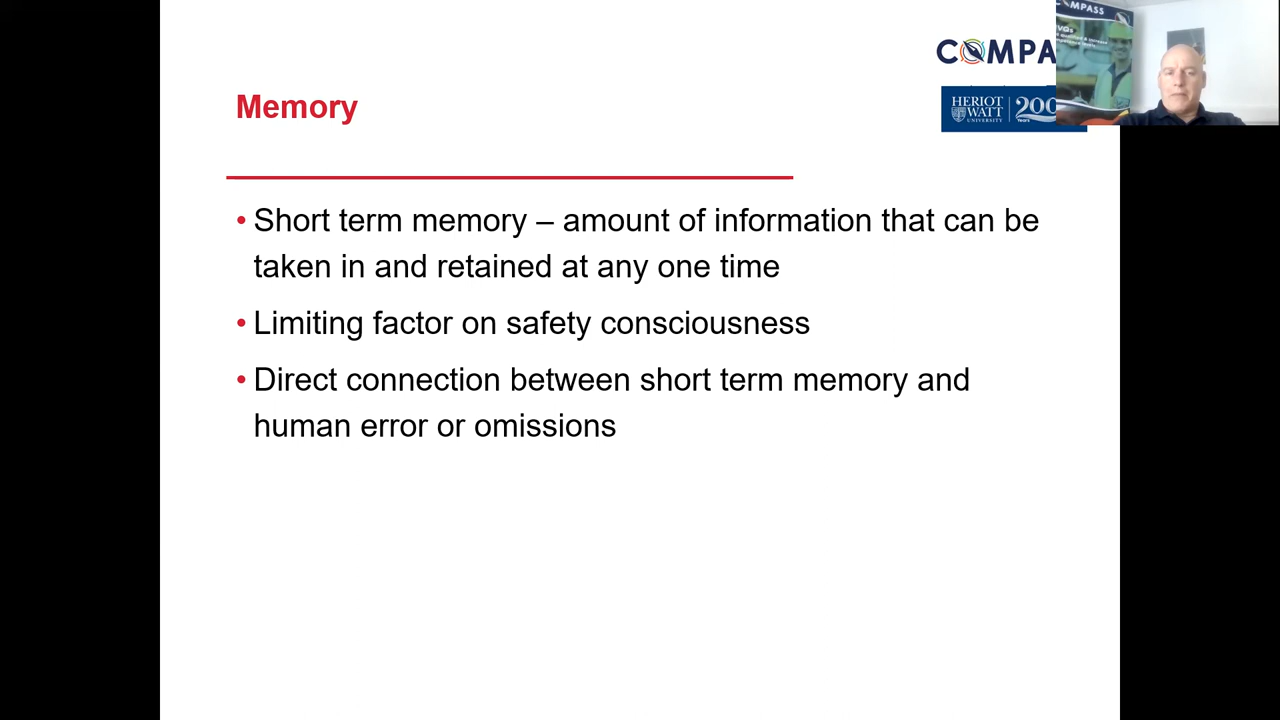 COMPA
Memory
HERIOT
WATT
UNIVERSITY
200
Years
• Short term memory – amount of information that can be
taken in and retained at any one time
• Limiting factor on safety consciousness
• Direct connection between short term memory and
human error or omissions